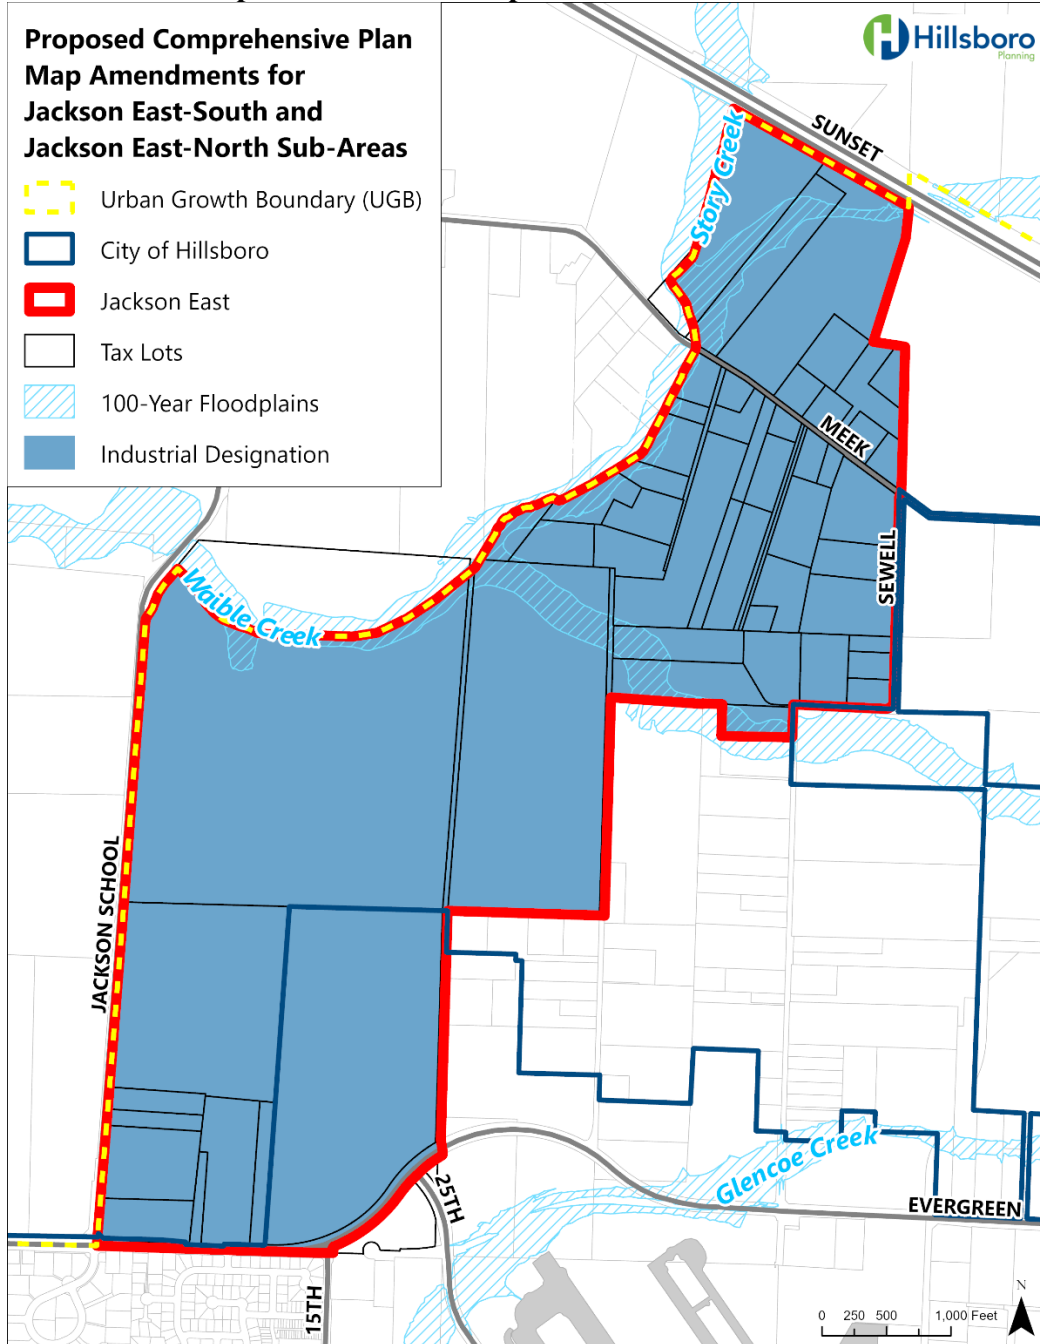 Proposed Comprehensive Plan
Map Amendments for
Jackson East-South and
Jackson East-North Sub-Areas
Urban Growth Boundary (UGB)
City of Hillsboro
Jackson East
Tax Lots
100-Year Floodplains
Industrial Designation
Hillsboro
Planning
SUNSET
Story Creek
MEEK
SEWELL
Waible Creek
JACKSON SCHOOL
Glencoe Creek
25TH
EVERGREEN
15TH
N
0 250 500 1,000 Feet